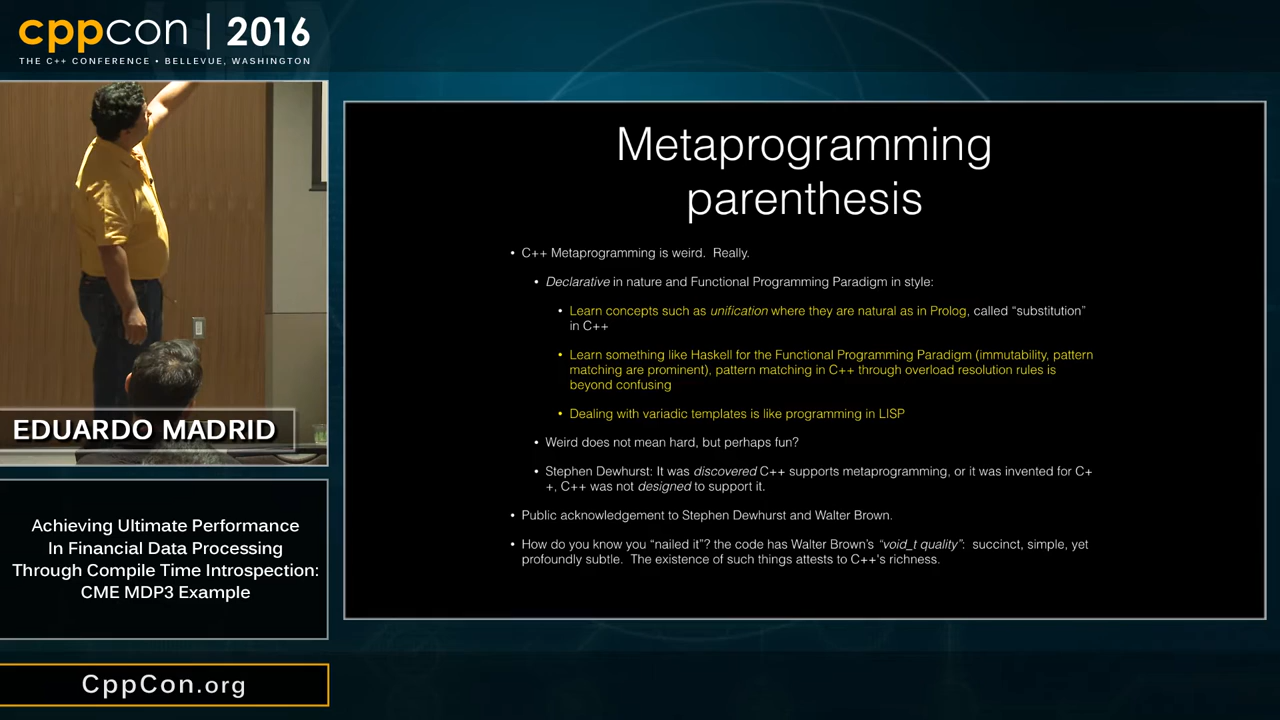 cppcon | 2016
THE C++ CONFERENCE • BELLEVUE, WASHINGTON
EDUARDO MADRID
Achieving Ultimate Performance
In Financial Data Processing
Through Compile Time Introspection:
CME MDP3 Example
CppCon.org
Metaprogramming
parenthesis
• C++ Metaprogramming is weird. Really.
• Declarative in nature and Functional Programming Paradigm in style:
• Learn concepts such as unification where they are natural as in Prolog, called “substitution”
in C++
• Learn something like Haskell for the Functional Programming Paradigm (immutability, pattern
matching are prominent), pattern matching in C++ through overload resolution rules is
beyond confusing
• Dealing with variadic templates is like programming in LISP
• Weird does not mean hard, but perhaps fun?
• Stephen Dewhurst: It was discovered C++ supports metaprogramming, or it was invented for C+
+, C++ was not designed to support it.
• Public acknowledgement to Stephen Dewhurst and Walter Brown.
• How do you know you “nailed it”? the code has Walter Brown’s “void_t quality”: succinct, simple, yet
profoundly subtle. The existence of such things attests to C++’s richness.